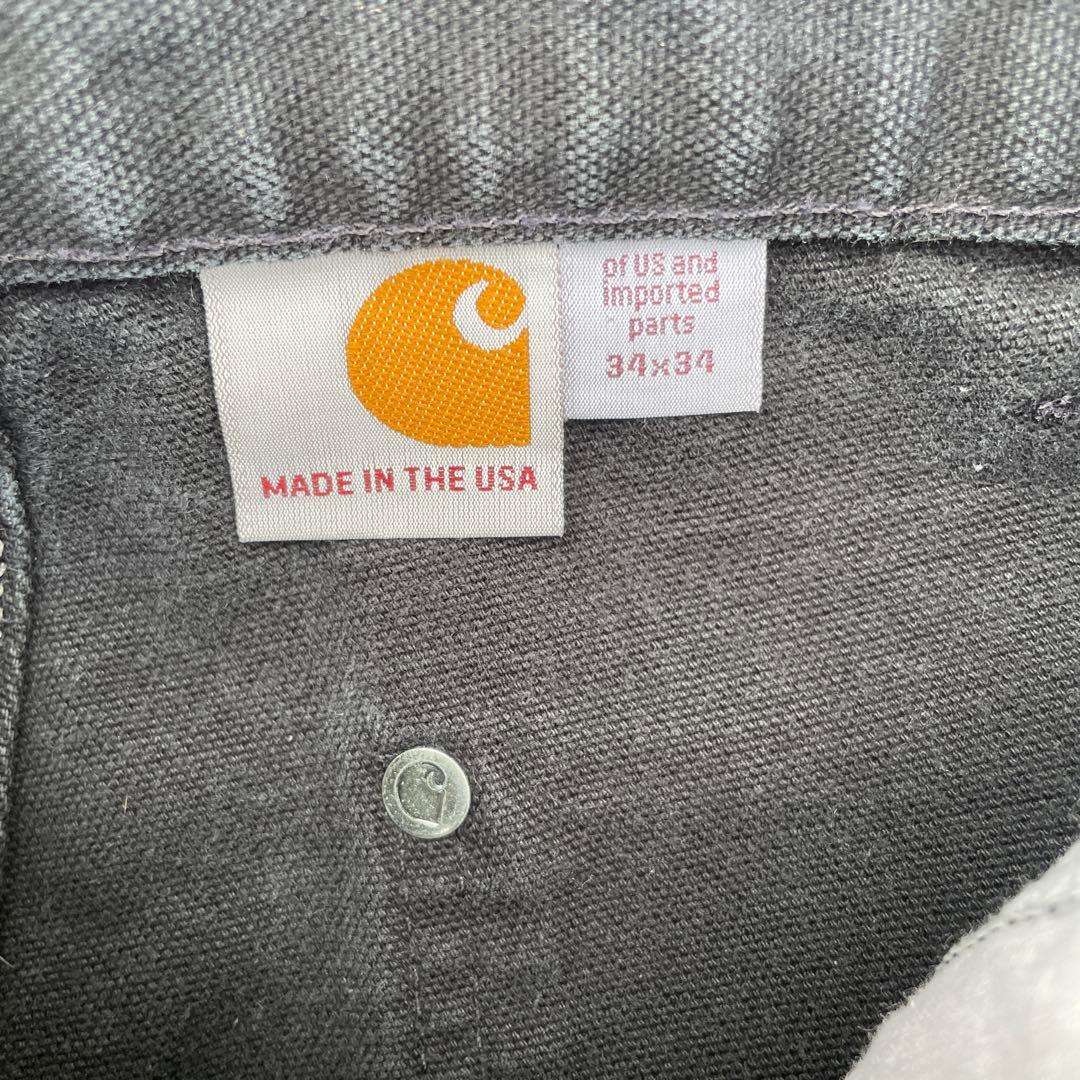 MADE IN THE USA
of US and
imported
parts
34x34